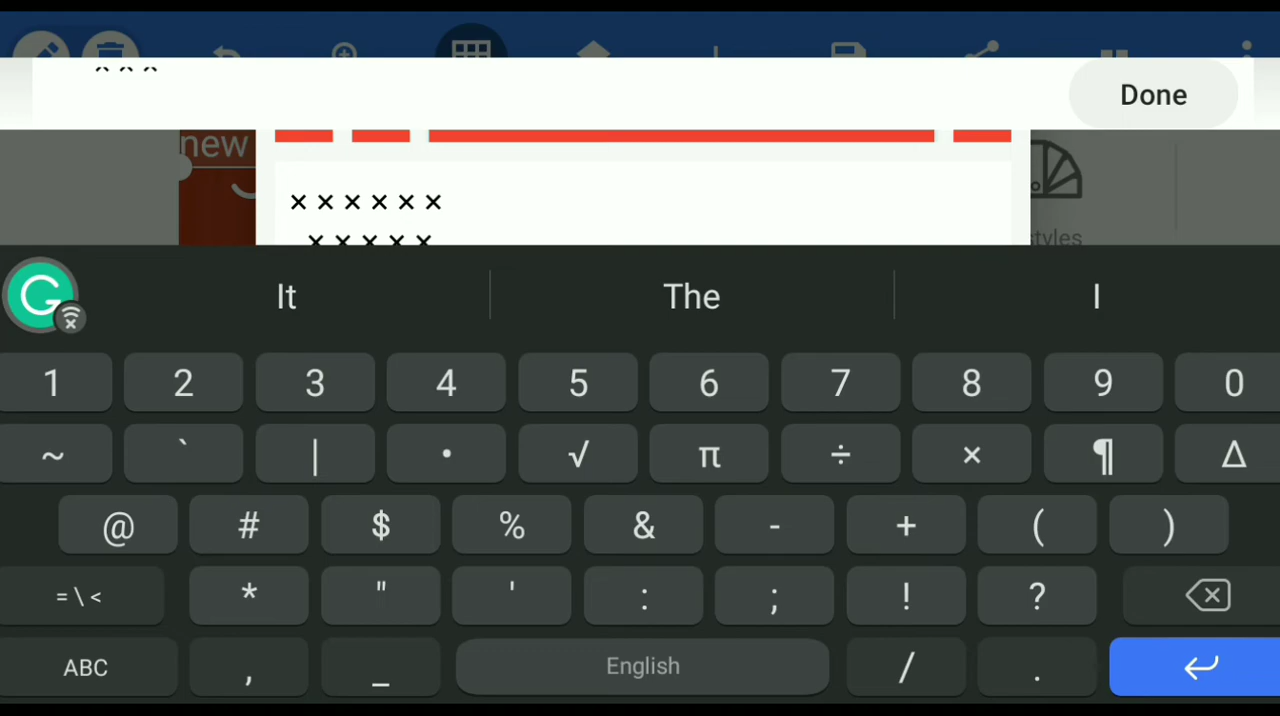 Done
new
× × × × × ×
× × × × ×
styles
It The I
1 2 3 4 5 6 7 8 9 0
~ ` | • √ π ÷ × ¶ Δ
@ # $ % & - + ( )
= \ < * " ' : ; ! ?
ABC , _ English / .